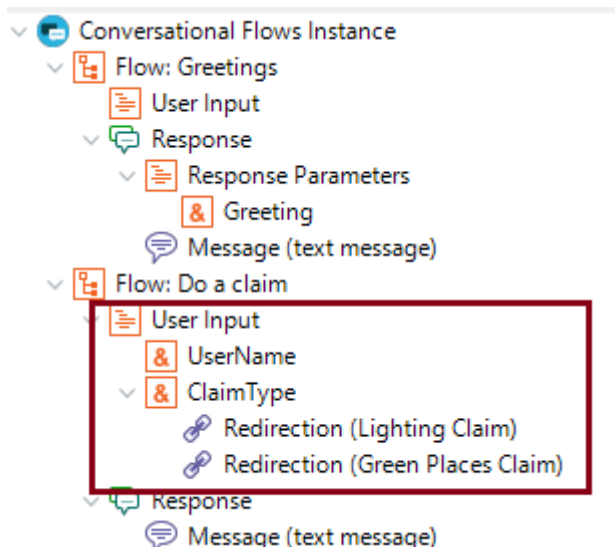 Conversational Flows Instance
Flow: Greetings
User Input
Response
Response Parameters
& Greeting
Message (text message)
Flow: Do a claim
User Input
& UserName
& ClaimType
Redirection (Lighting Claim)
Redirection (Green Places Claim)
Response
Message (text message)